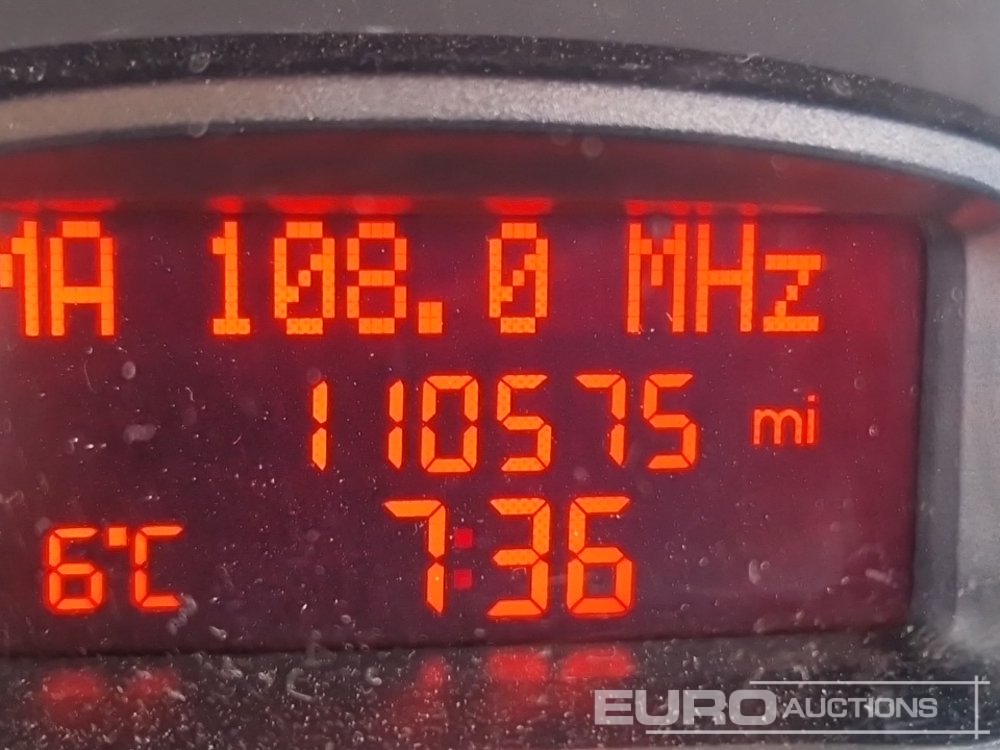 MA 108.0 MHz
110575 mi
6°C 7:36
EURO AUCTIONS